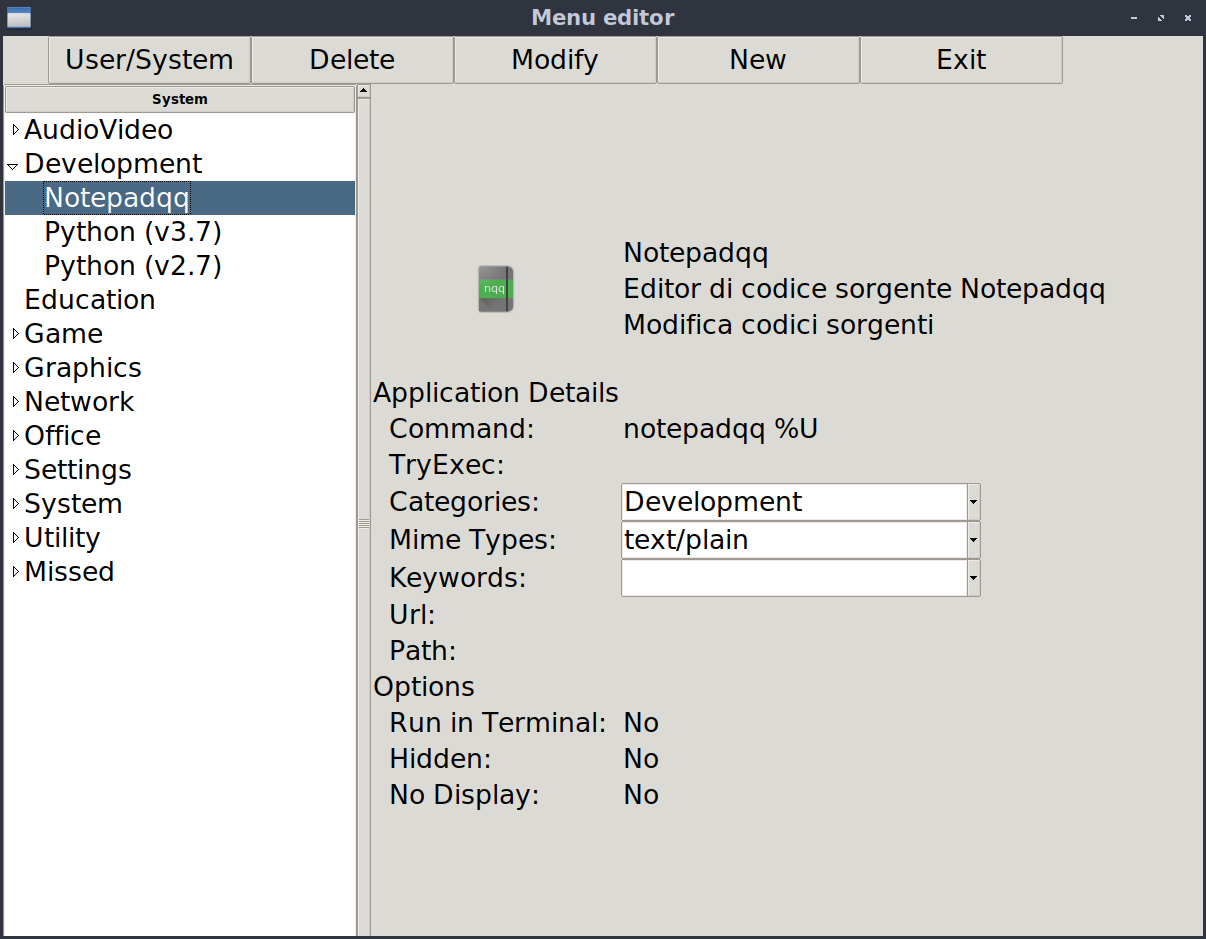 Menu editor
User/System Delete Modify New Exit
System
AudioVideo
Development
Notepadqq
Python (v3.7)
Python (v2.7)
Education
Game
Graphics
Network
Office
Settings
System
Utility
Missed
nqq
Notepadqq
Editor di codice sorgente Notepadqq
Modifica codici sorgenti
Application Details
Command: notepadqq %U
TryExec:
Categories: Development
Mime Types: text/plain
Keywords:
Url:
Path:
Options
Run in Terminal: No
Hidden: No
No Display: No